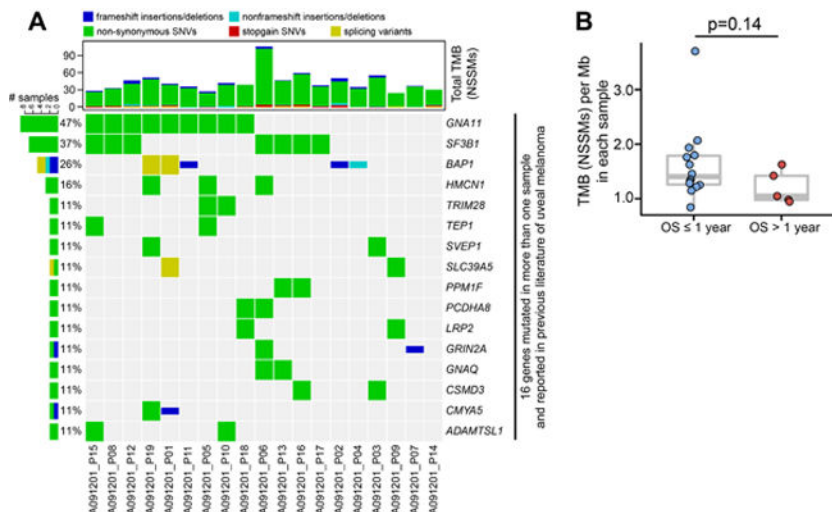 A
frameshift insertions/deletions
nonframeshift insertions/deletions
non-synonymous SNVs
stopgain SNVs
splicing variants
90
60
30
0
Total TMB
(NSSMs)
# samples
8 6 4 2 0
47% GNA11
37% SF3B1
26% BAP1
16% HMCN1
11% TRIM28
11% TEP1
11% SVEP1
11% SLC39A5
11% PPM1F
11% PCDHA8
11% LRP2
11% GRIN2A
11% GNAQ
11% CSMD3
11% CMYA5
11% ADAMTSL1
A091201_P15
A091201_P08
A091201_P12
A091201_P19
A091201_P01
A091201_P11
A091201_P05
A091201_P10
A091201_P18
A091201_P06
A091201_P13
A091201_P16
A091201_P17
A091201_P02
A091201_P04
A091201_P03
A091201_P09
A091201_P07
A091201_P14
16 genes mutated in more than one sample
and reported in previous literature of uveal melanoma
B
p=0.14
TMB (NSSMs) per Mb
in each sample
3.0
2.0
1.0
OS ≤ 1 year
OS > 1 year